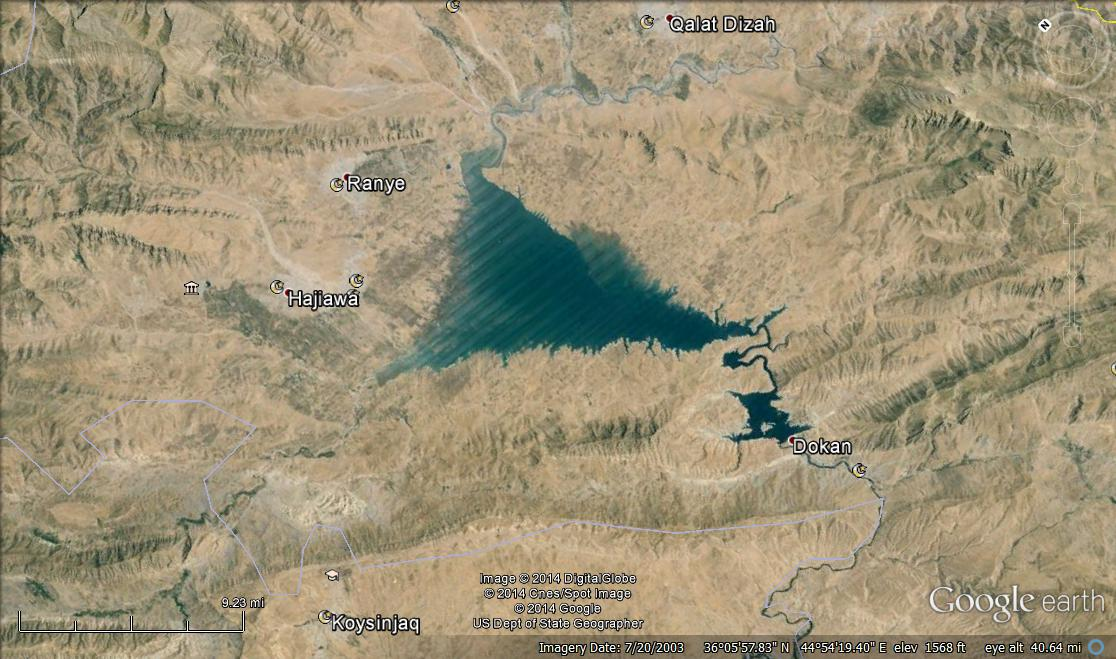 Qalat Dizah
N
Ranye
Hajiawa
Dokan
9.23 mi
Koysinjaq
Image © 2014 DigitalGlobe
© 2014 Cnes/Spot Image
© 2014 Google
US Dept of State Geographer
Google earth
Imagery Date: 7/20/2003 36°05'57.83" N 44°54'19.40" E elev 1568 ft eye alt 40.64 mi